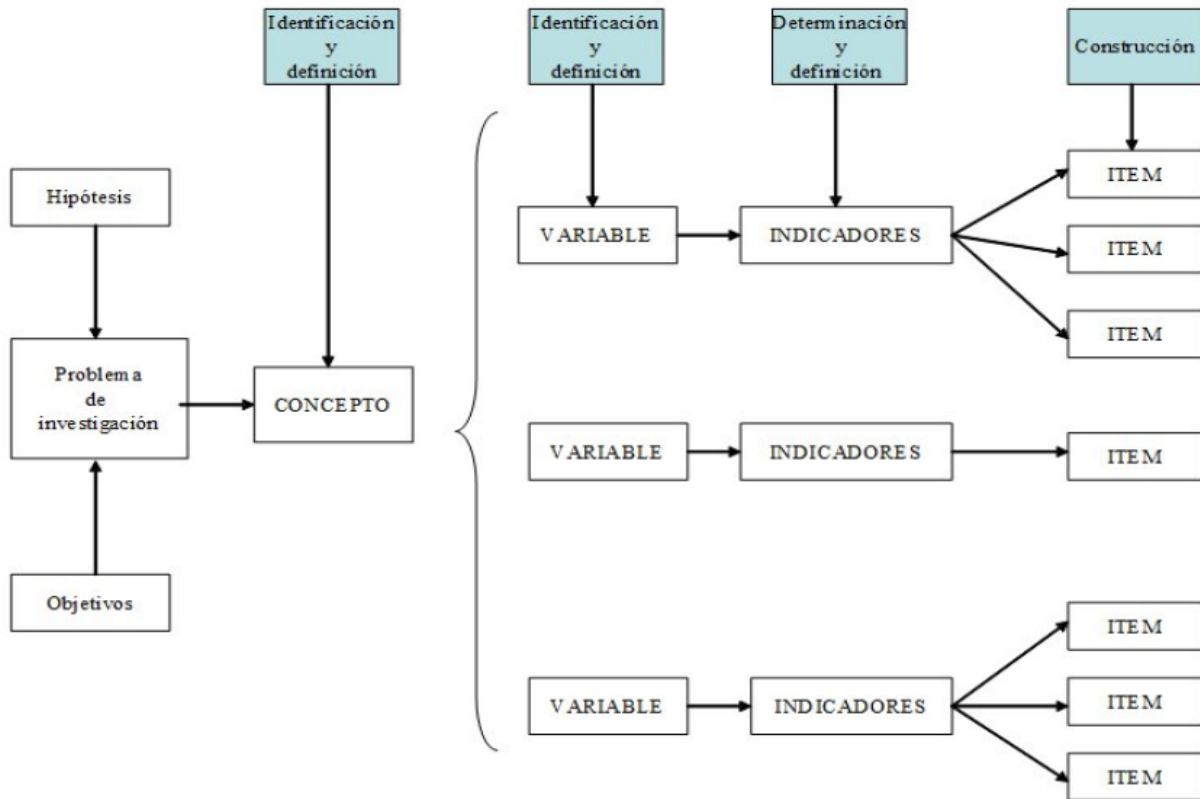 Identificación
y
definición
Identificación
y
definición
Determinación
y
definición
Construcción
Hipótesis
ITEM
VARIABLE
INDICADORES
ITEM
ITEM
Problema
de
investigación
CONCEPTO
VARIABLE
INDICADORES
ITEM
Objetivos
ITEM
VARIABLE
INDICADORES
ITEM
ITEM